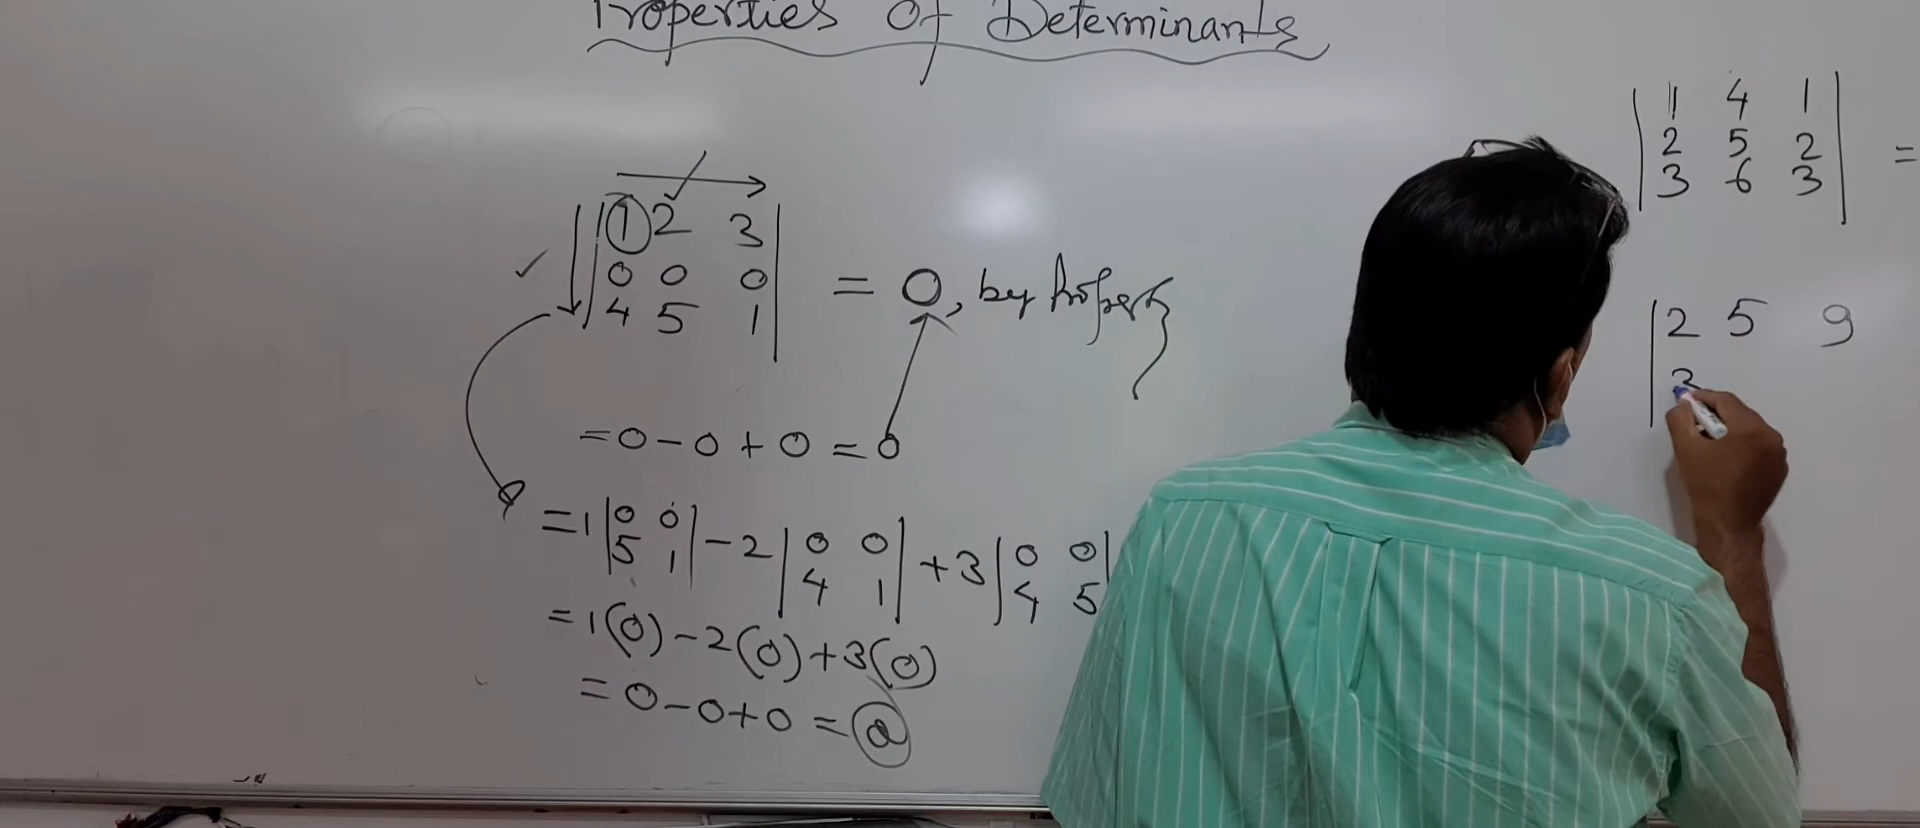 Properties Of Determinants
|1 2 3|
|0 0 0|
|4 5 1|
= 0, by Property
= 0 - 0 + 0 = 0
= 1 |0 0| - 2 |0 0| + 3 |0 0|
|5 1| |4 1| |4 5|
= 1(0) - 2(0) + 3(0)
= 0 - 0 + 0 = 0
|1 4 1|
|2 5 2| =
|3 6 3|
|2 5 9